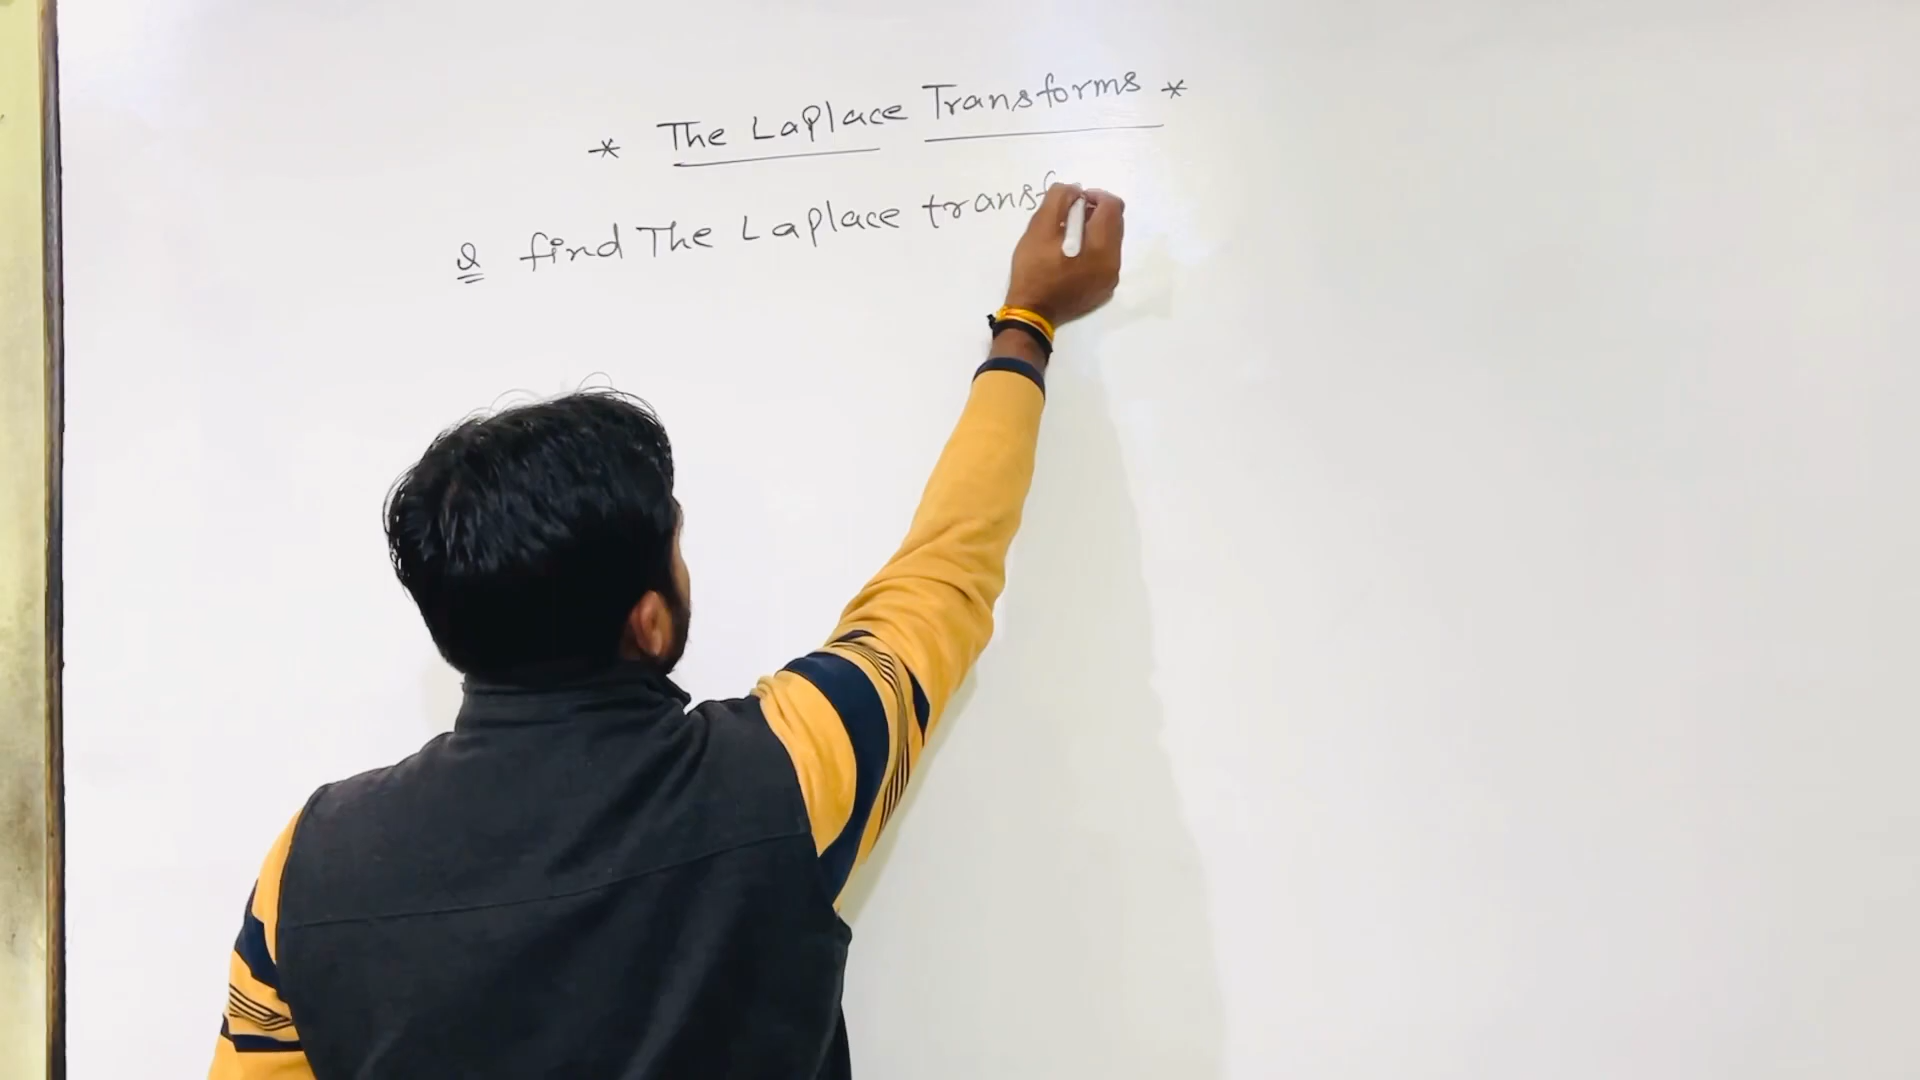 * The Laplace Transforms *
Q find The Laplace transf